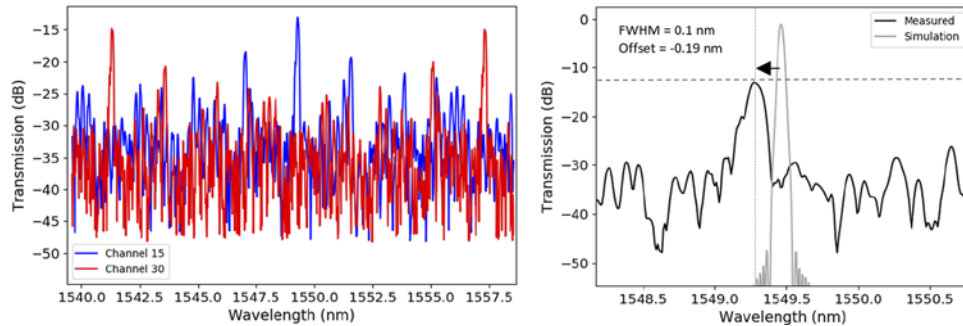 −15
−20
−25
−30
−35
−40
−45
−50
Transmission (dB)
Channel 15
Channel 30
1540.0 1542.5 1545.0 1547.5 1550.0 1552.5 1555.0 1557.5
Wavelength (nm)
0
−10
−20
−30
−40
−50
Transmission (dB)
FWHM = 0.1 nm
Offset = -0.19 nm
Measured
Simulation
1548.5 1549.0 1549.5 1550.0 1550.5
Wavelength (nm)